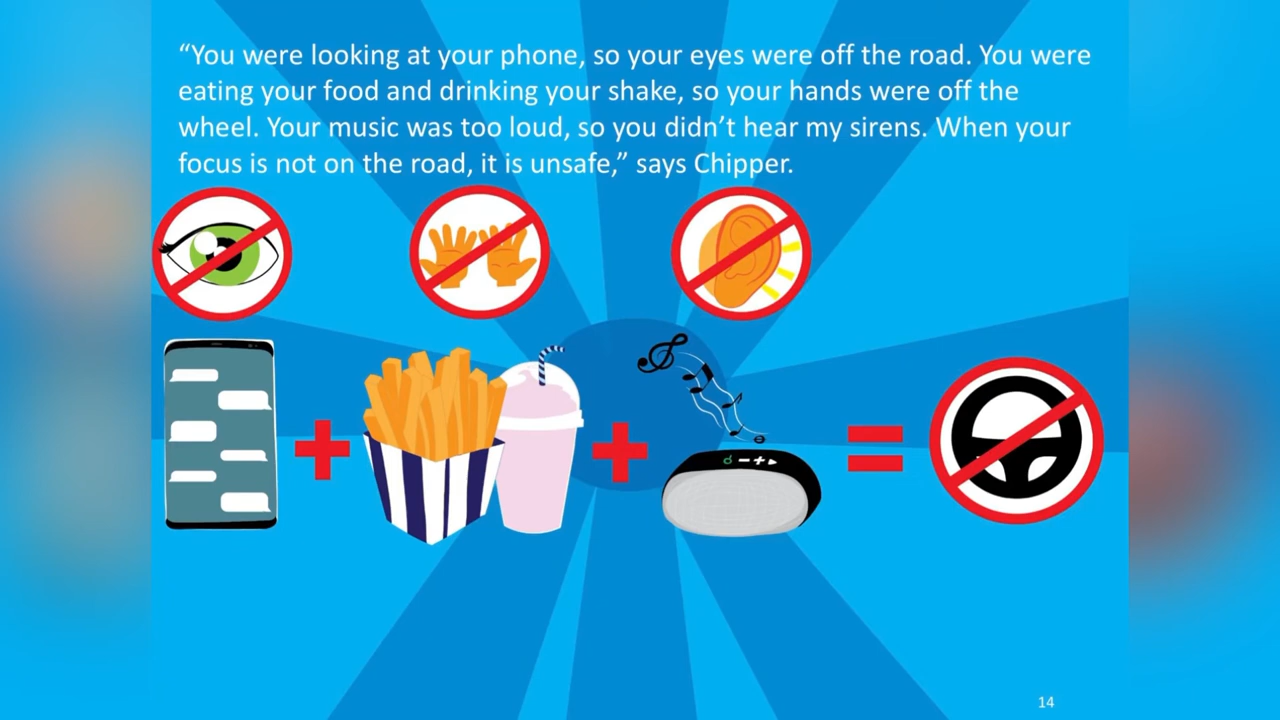 “You were looking at your phone, so your eyes were off the road. You were
eating your food and drinking your shake, so your hands were off the
wheel. Your music was too loud, so you didn’t hear my sirens. When your
focus is not on the road, it is unsafe,” says Chipper.
14